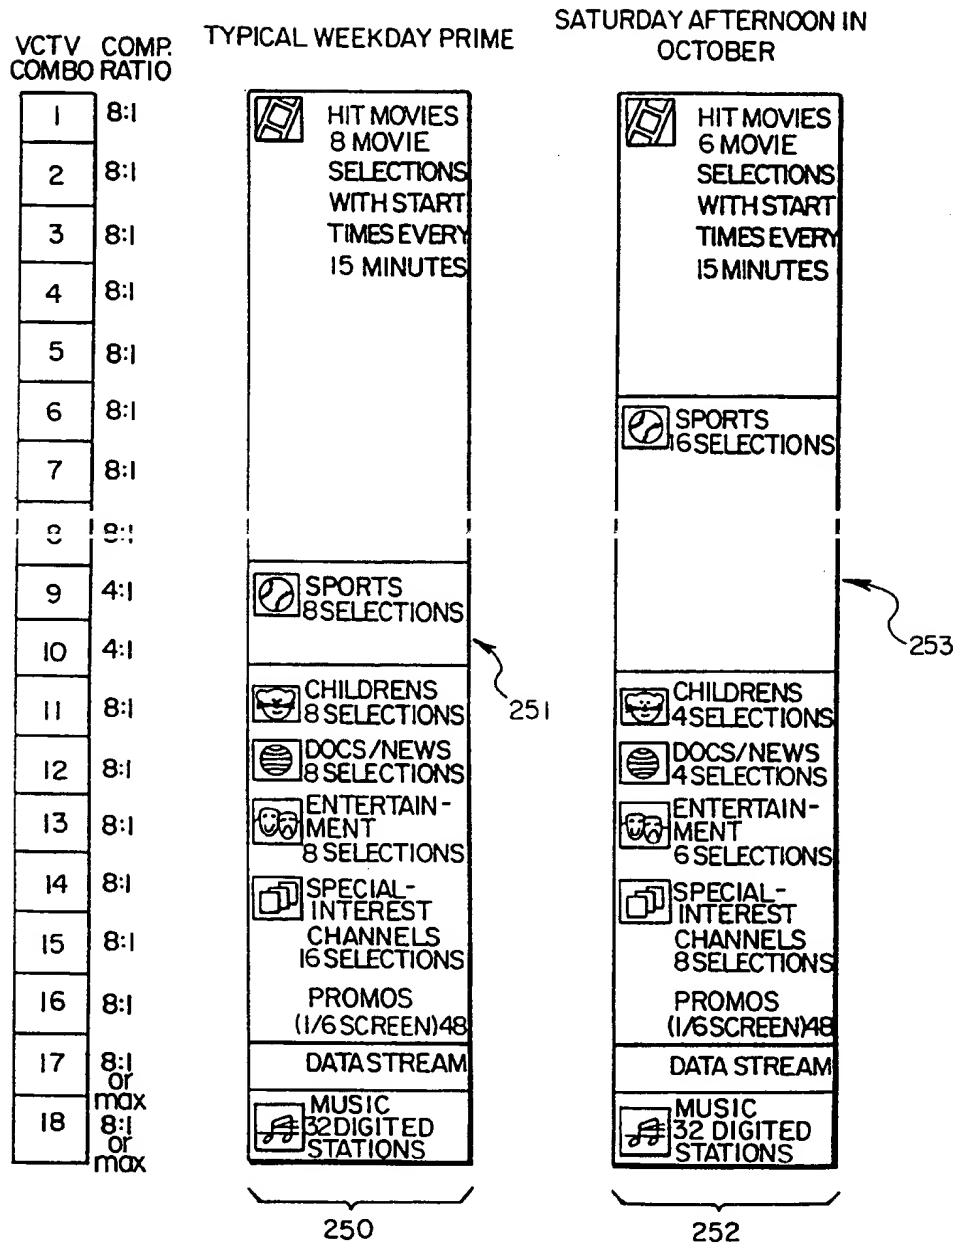 VCTV COMBO
COMP. RATIO
1 8:1
2 8:1
3 8:1
4 8:1
5 8:1
6 8:1
7 8:1
8 8:1
9 4:1
10 4:1
11 8:1
12 8:1
13 8:1
14 8:1
15 8:1
16 8:1
17 8:1 or max
18 8:1 or max
TYPICAL WEEKDAY PRIME
HIT MOVIES
8 MOVIE
SELECTIONS
WITH START
TIMES EVERY
15 MINUTES
SPORTS
8 SELECTIONS
251
CHILDRENS
8 SELECTIONS
DOCS/NEWS
8 SELECTIONS
ENTERTAIN-
MENT
8 SELECTIONS
SPECIAL-
INTEREST
CHANNELS
16 SELECTIONS
PROMOS
(1/6 SCREEN) 48
DATA STREAM
MUSIC
32 DIGITED
STATIONS
250
SATURDAY AFTERNOON IN
OCTOBER
HIT MOVIES
6 MOVIE
SELECTIONS
WITH START
TIMES EVERY
15 MINUTES
SPORTS
16 SELECTIONS
253
CHILDRENS
4 SELECTIONS
DOCS/NEWS
4 SELECTIONS
ENTERTAIN-
MENT
6 SELECTIONS
SPECIAL-
INTEREST
CHANNELS
8 SELECTIONS
PROMOS
(1/6 SCREEN) 48
DATA STREAM
MUSIC
32 DIGITED
STATIONS
252